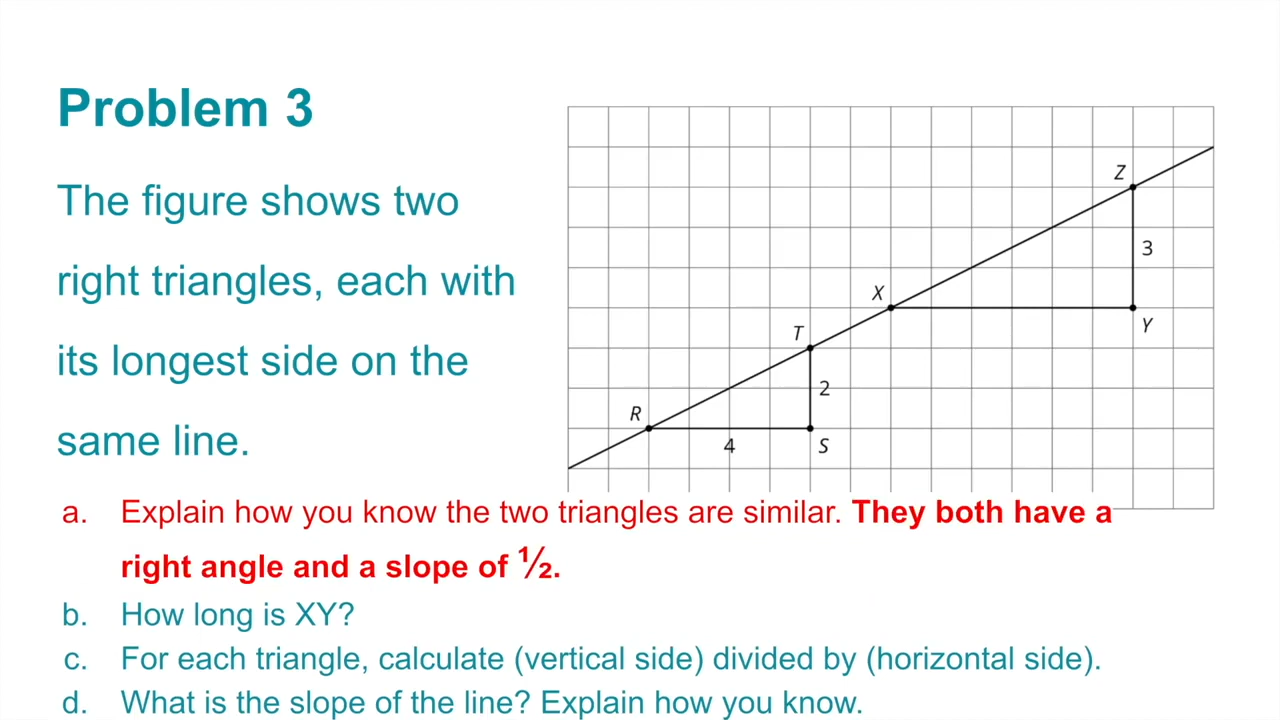 Problem 3
The figure shows two
right triangles, each with
its longest side on the
same line.
Z
3
X
Y
T
2
R
4
S
a. Explain how you know the two triangles are similar. They both have a
right angle and a slope of ½.
b. How long is XY?
c. For each triangle, calculate (vertical side) divided by (horizontal side).
d. What is the slope of the line? Explain how you know.